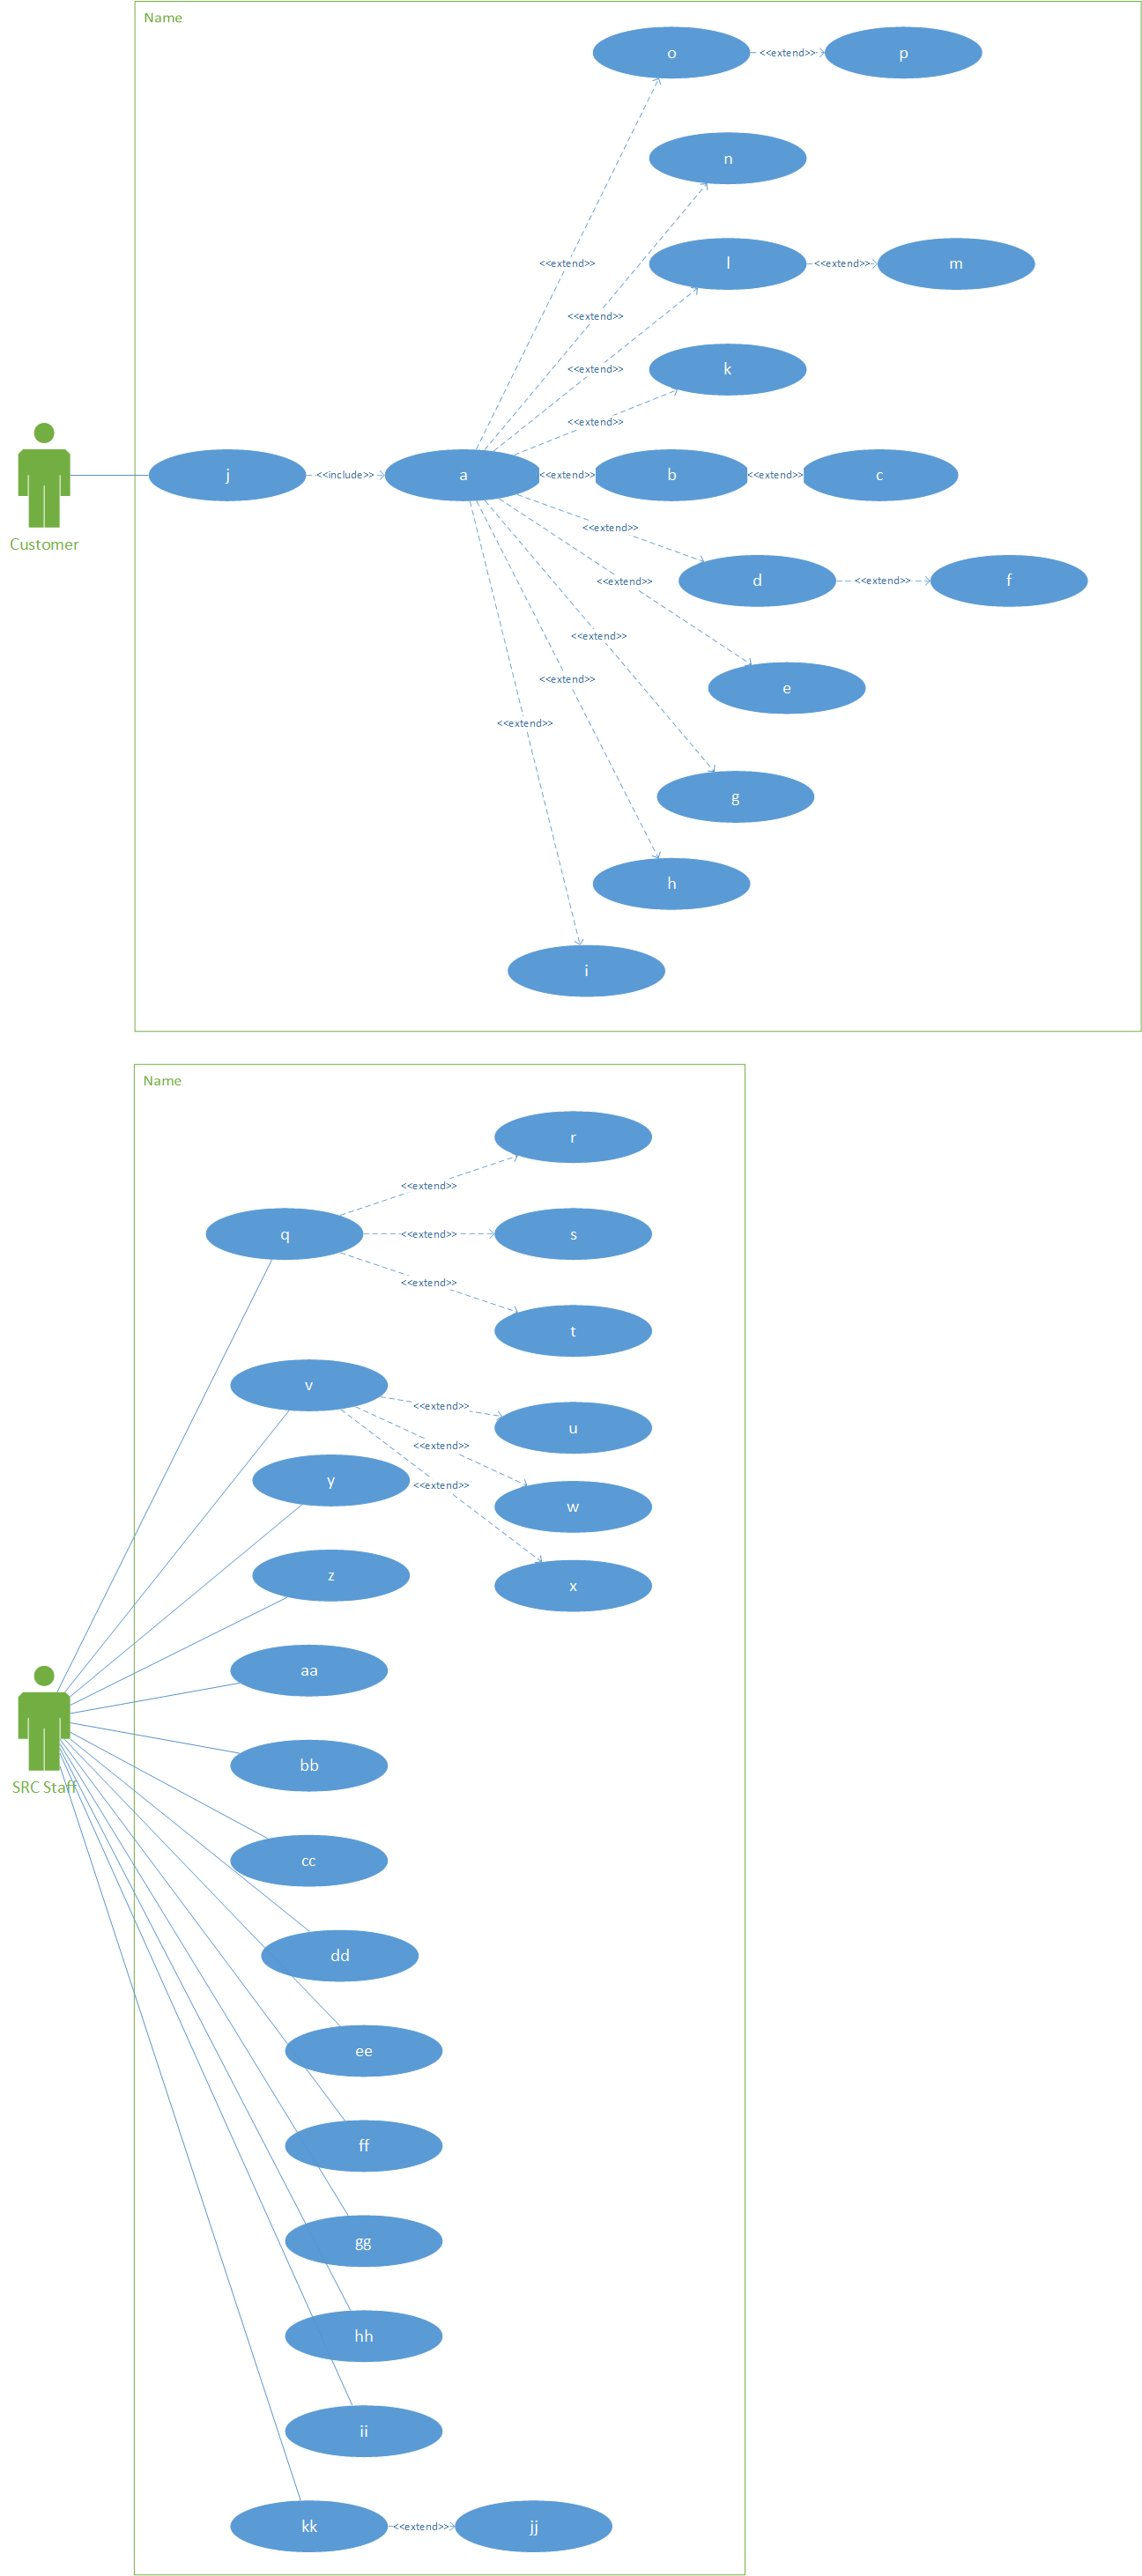 Name
o
<<extend>>
p
n
<<extend>>
l
<<extend>>
m
<<extend>>
<<extend>>
k
<<extend>>
Customer
j
<<include>>
a
<<extend>>
b
<<extend>>
c
<<extend>>
d
<<extend>>
f
<<extend>>
<<extend>>
e
<<extend>>
<<extend>>
g
h
i
Name
r
<<extend>>
q
<<extend>>
s
<<extend>>
t
v
<<extend>>
u
<<extend>>
y
<<extend>>
w
z
x
aa
bb
SRC Staff
cc
dd
ee
ff
gg
hh
ii
kk
<<extend>>
jj